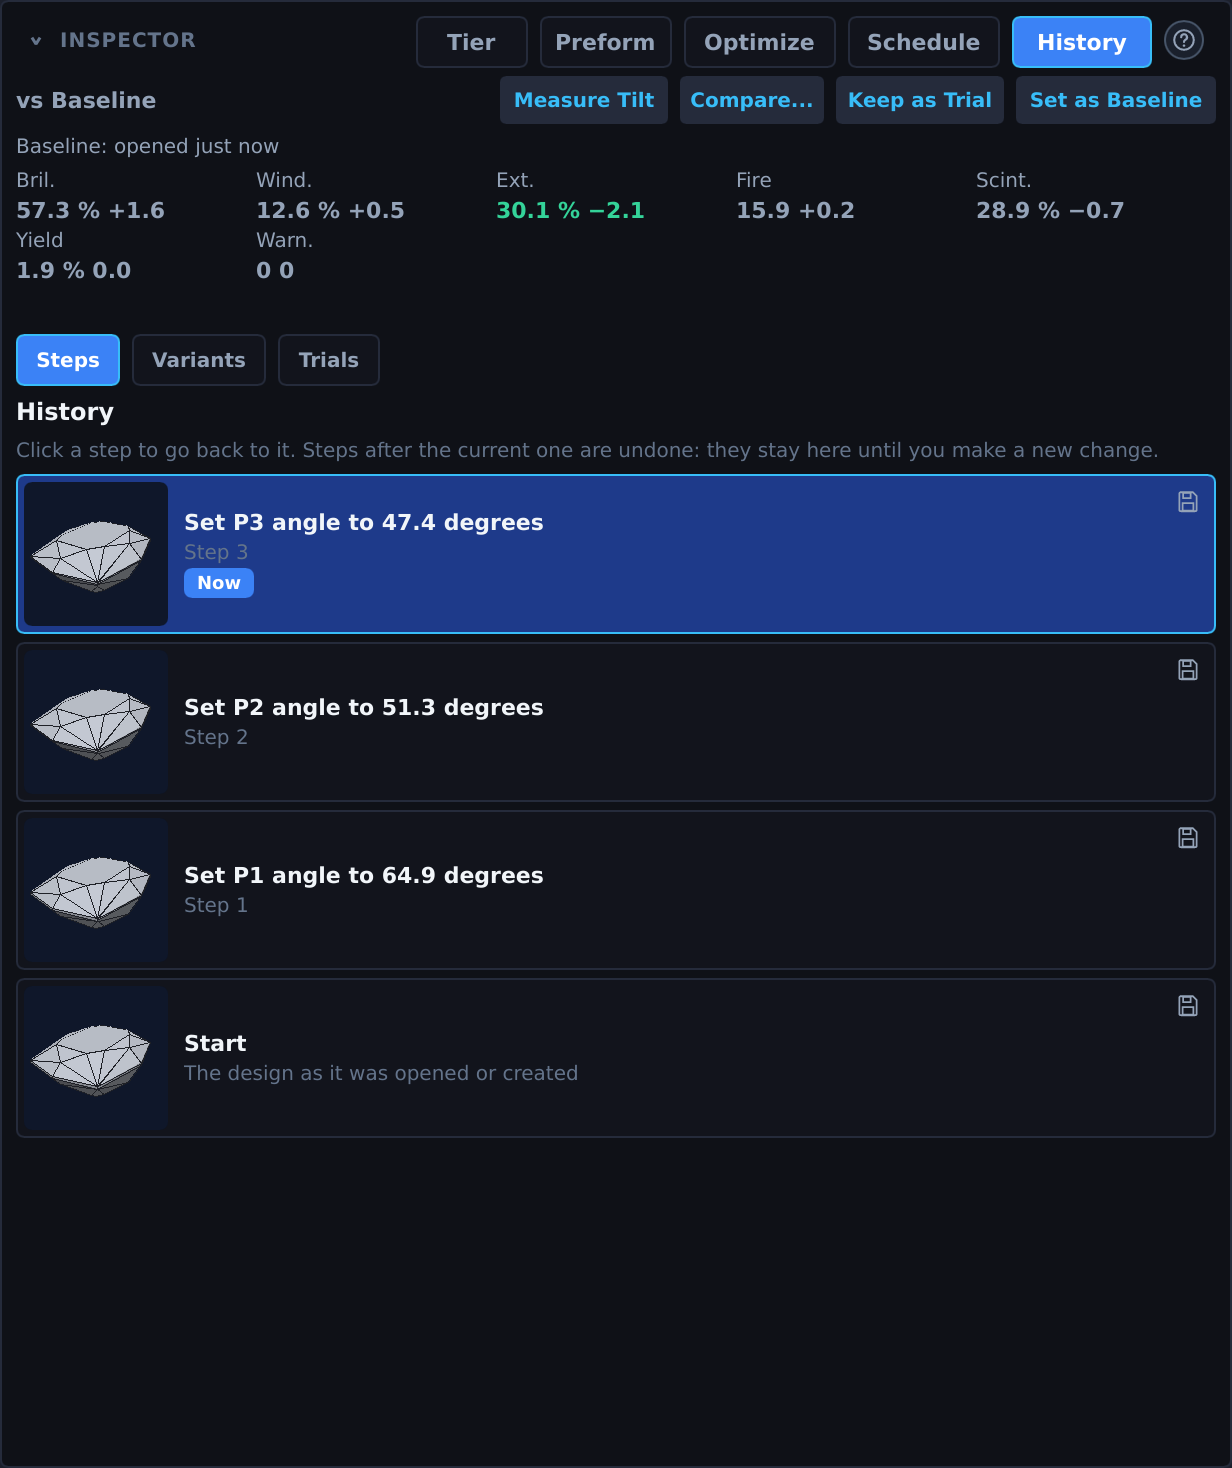 INSPECTOR
Tier Preform Optimize Schedule History
vs Baseline
Measure Tilt Compare... Keep as Trial Set as Baseline
Baseline: opened just now
Bril. Wind. Ext. Fire Scint.
57.3 % +1.6 12.6 % +0.5 30.1 % −2.1 15.9 +0.2 28.9 % −0.7
Yield Warn.
1.9 % 0.0 0 0
Steps Variants Trials
History
Click a step to go back to it. Steps after the current one are undone: they stay here until you make a new change.
Set P3 angle to 47.4 degrees
Step 3
Now
Set P2 angle to 51.3 degrees
Step 2
Set P1 angle to 64.9 degrees
Step 1
Start
The design as it was opened or created